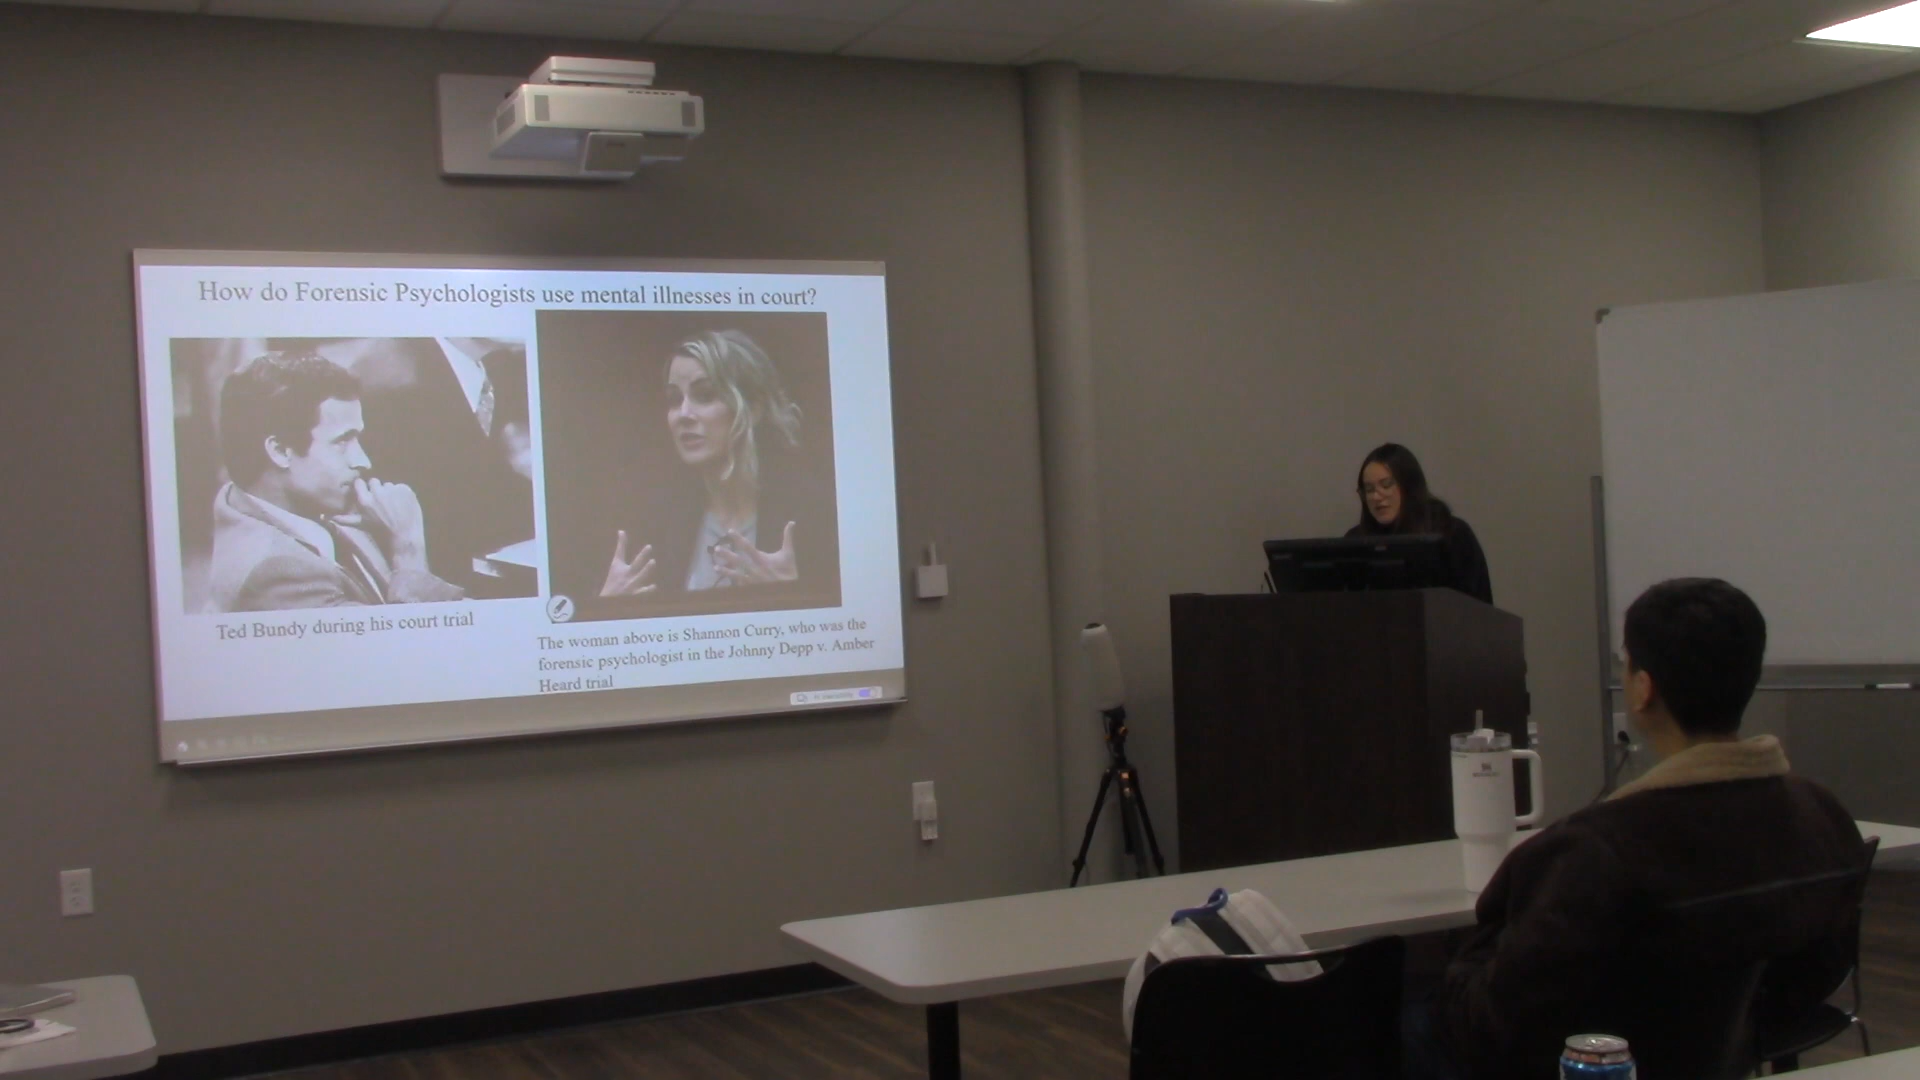 How do Forensic Psychologists use mental illnesses in court?
Ted Bundy during his court trial
The woman above is Shannon Curry, who was the
forensic psychologist in the Johnny Depp v. Amber
Heard trial